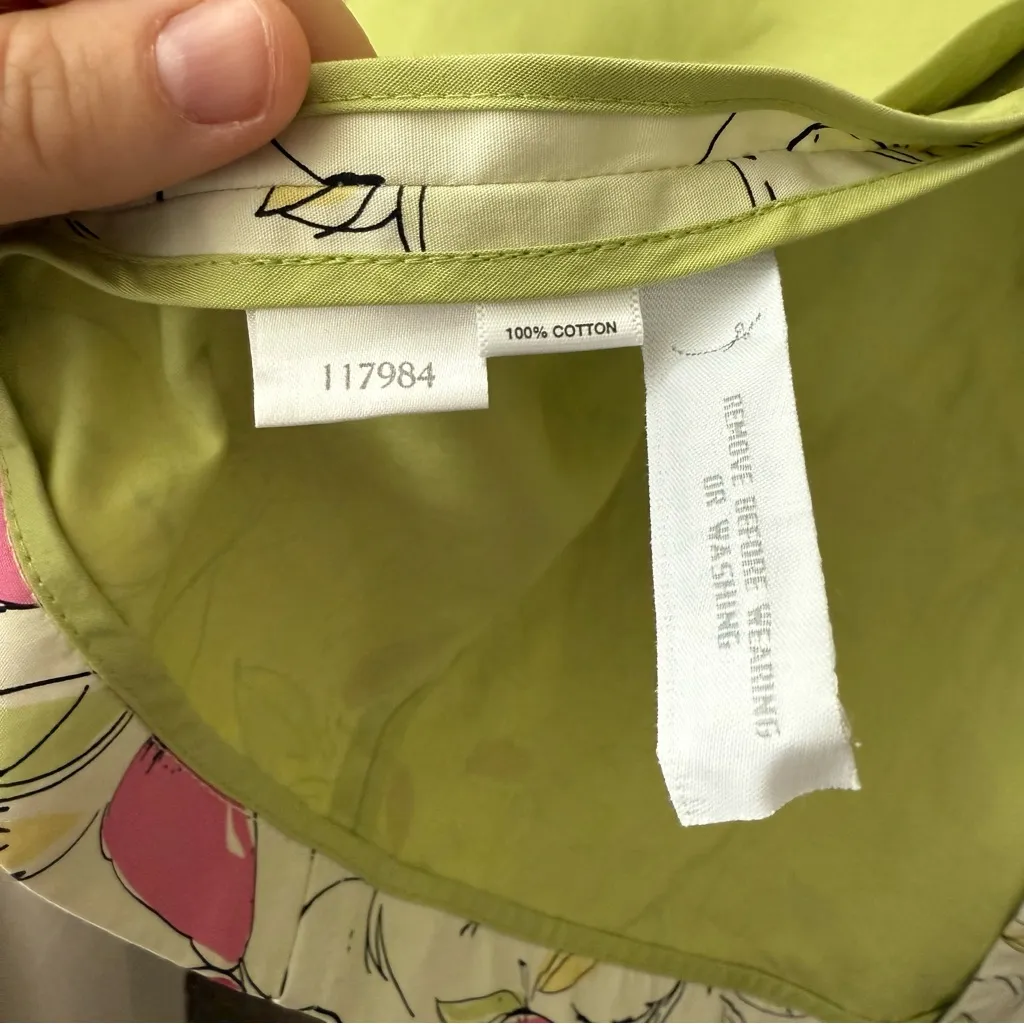 117984
100% COTTON
REMOVE BEFORE WEARING
OR WASHING